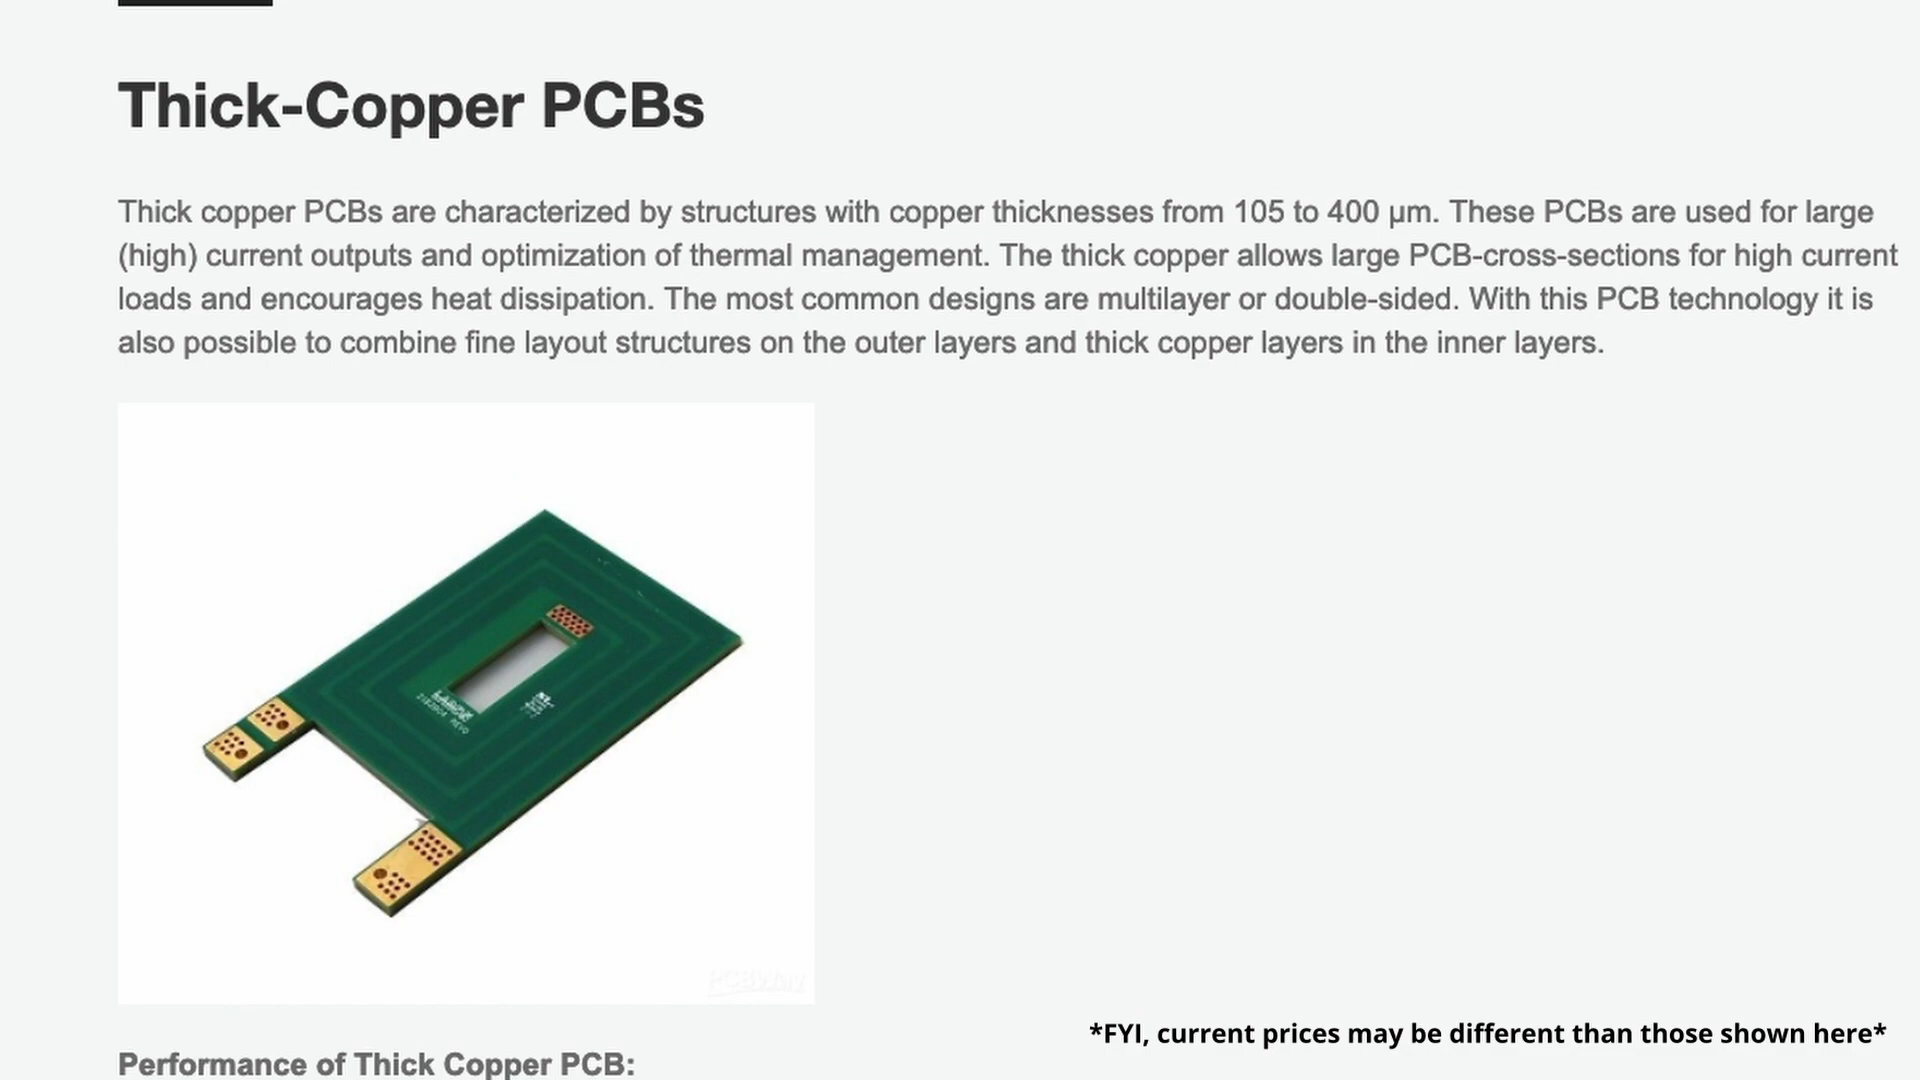 Thick-Copper PCBs
Thick copper PCBs are characterized by structures with copper thicknesses from 105 to 400 µm. These PCBs are used for large
(high) current outputs and optimization of thermal management. The thick copper allows large PCB-cross-sections for high current
loads and encourages heat dissipation. The most common designs are multilayer or double-sided. With this PCB technology it is
also possible to combine fine layout structures on the outer layers and thick copper layers in the inner layers.
PCBWay
*FYI, current prices may be different than those shown here*
Performance of Thick Copper PCB: